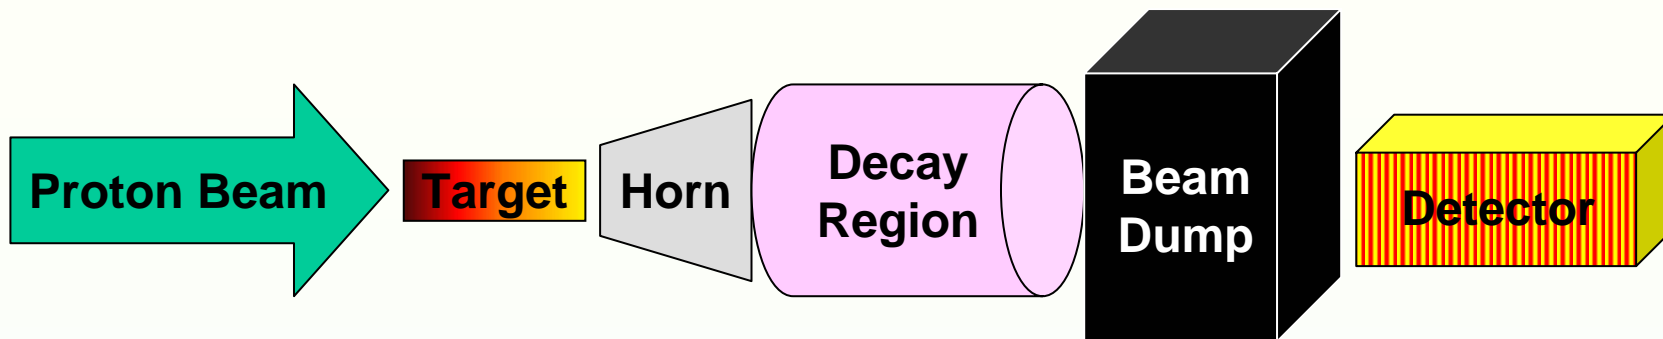 Proton Beam
Target
Horn
Decay
Region
Beam
Dump
Detector